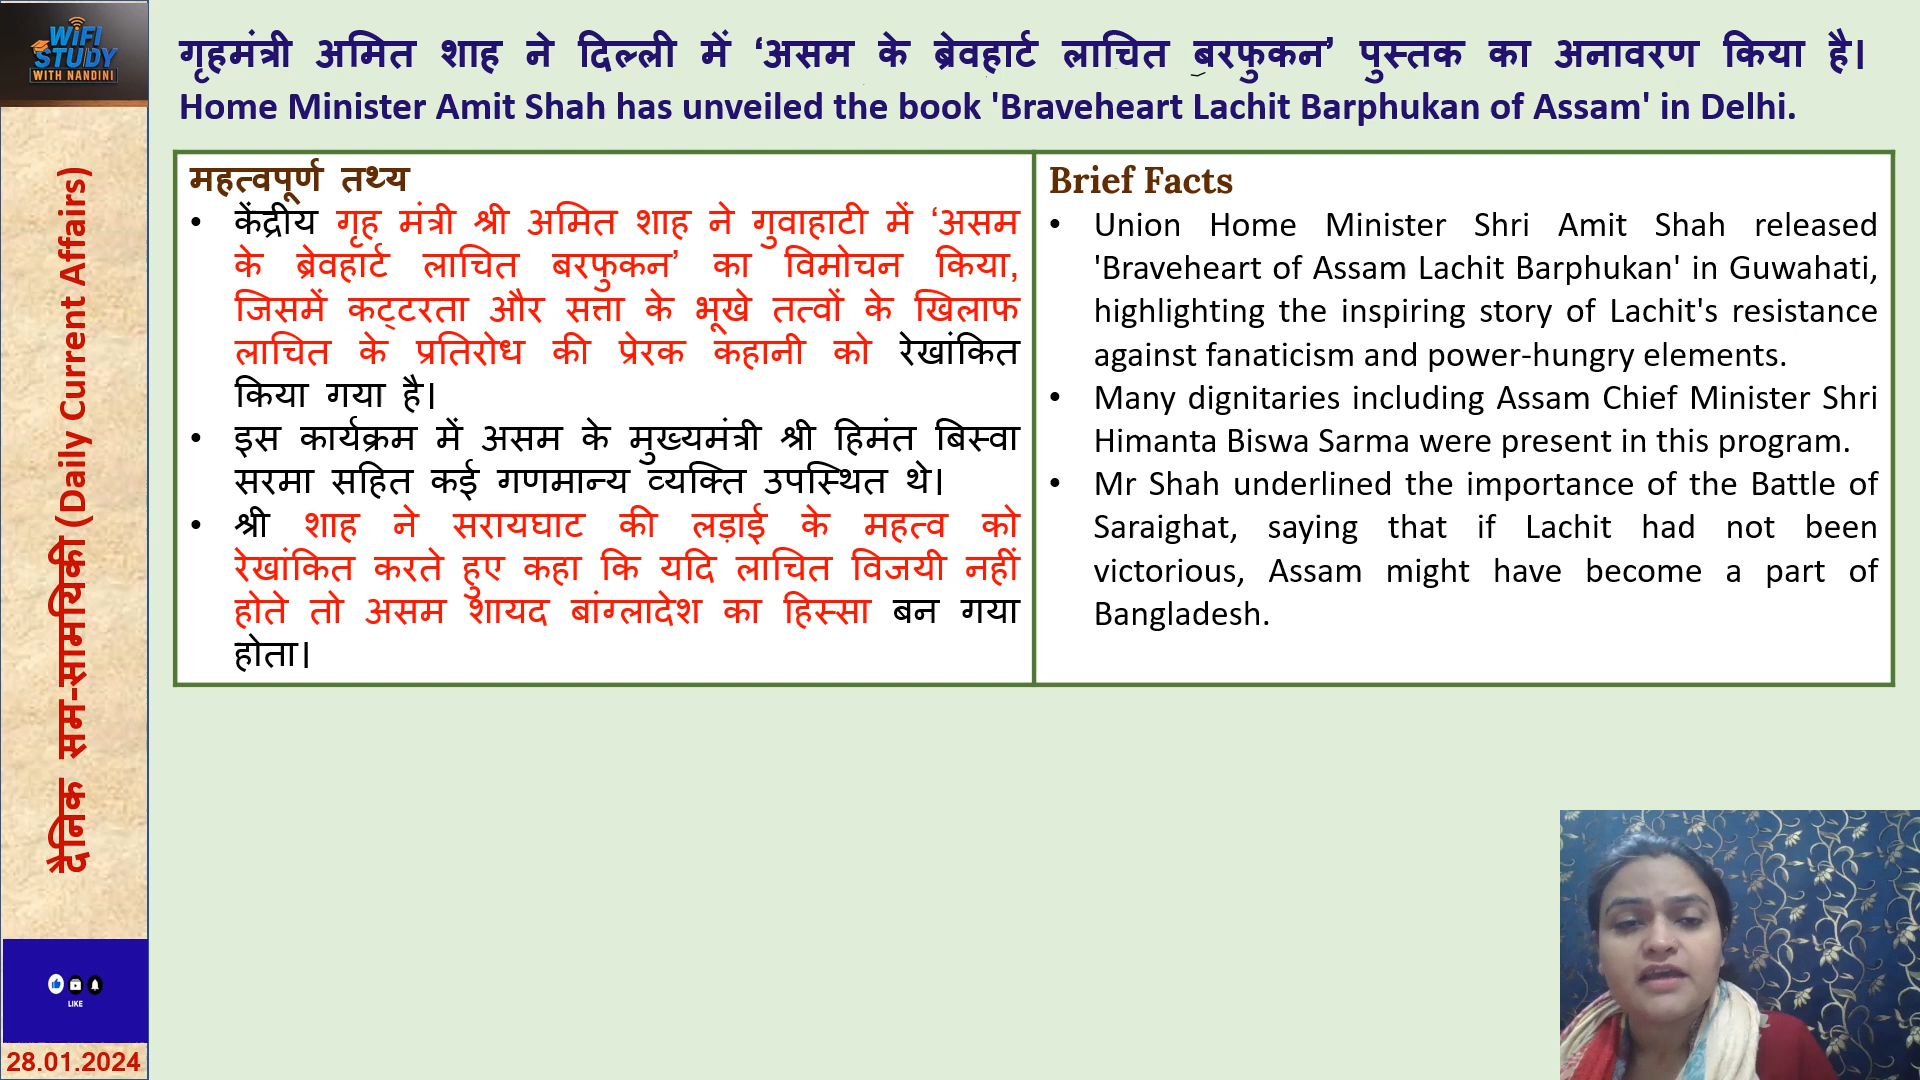 WiFi
STUDY
WITH NANDINI
दैनिक सम-सामयिकी (Daily Current Affairs)
LIKE
28.01.2024
गृहमंत्री अमित शाह ने दिल्ली में ‘असम के ब्रेवहार्ट लाचित बरफुकन’ पुस्तक का अनावरण किया है।
Home Minister Amit Shah has unveiled the book 'Braveheart Lachit Barphukan of Assam' in Delhi.
महत्वपूर्ण तथ्य
• केंद्रीय गृह मंत्री श्री अमित शाह ने गुवाहाटी में ‘असम
के ब्रेवहार्ट लाचित बरफुकन’ का विमोचन किया,
जिसमें कट्टरता और सत्ता के भूखे तत्वों के खिलाफ
लाचित के प्रतिरोध की प्रेरक कहानी को रेखांकित
किया गया है।
• इस कार्यक्रम में असम के मुख्यमंत्री श्री हिमंत बिस्वा
सरमा सहित कई गणमान्य व्यक्ति उपस्थित थे।
• श्री शाह ने सरायघाट की लड़ाई के महत्व को
रेखांकित करते हुए कहा कि यदि लाचित विजयी नहीं
होते तो असम शायद बांग्लादेश का हिस्सा बन गया
होता।
Brief Facts
• Union Home Minister Shri Amit Shah released
'Braveheart of Assam Lachit Barphukan' in Guwahati,
highlighting the inspiring story of Lachit's resistance
against fanaticism and power-hungry elements.
• Many dignitaries including Assam Chief Minister Shri
Himanta Biswa Sarma were present in this program.
• Mr Shah underlined the importance of the Battle of
Saraighat, saying that if Lachit had not been
victorious, Assam might have become a part of
Bangladesh.